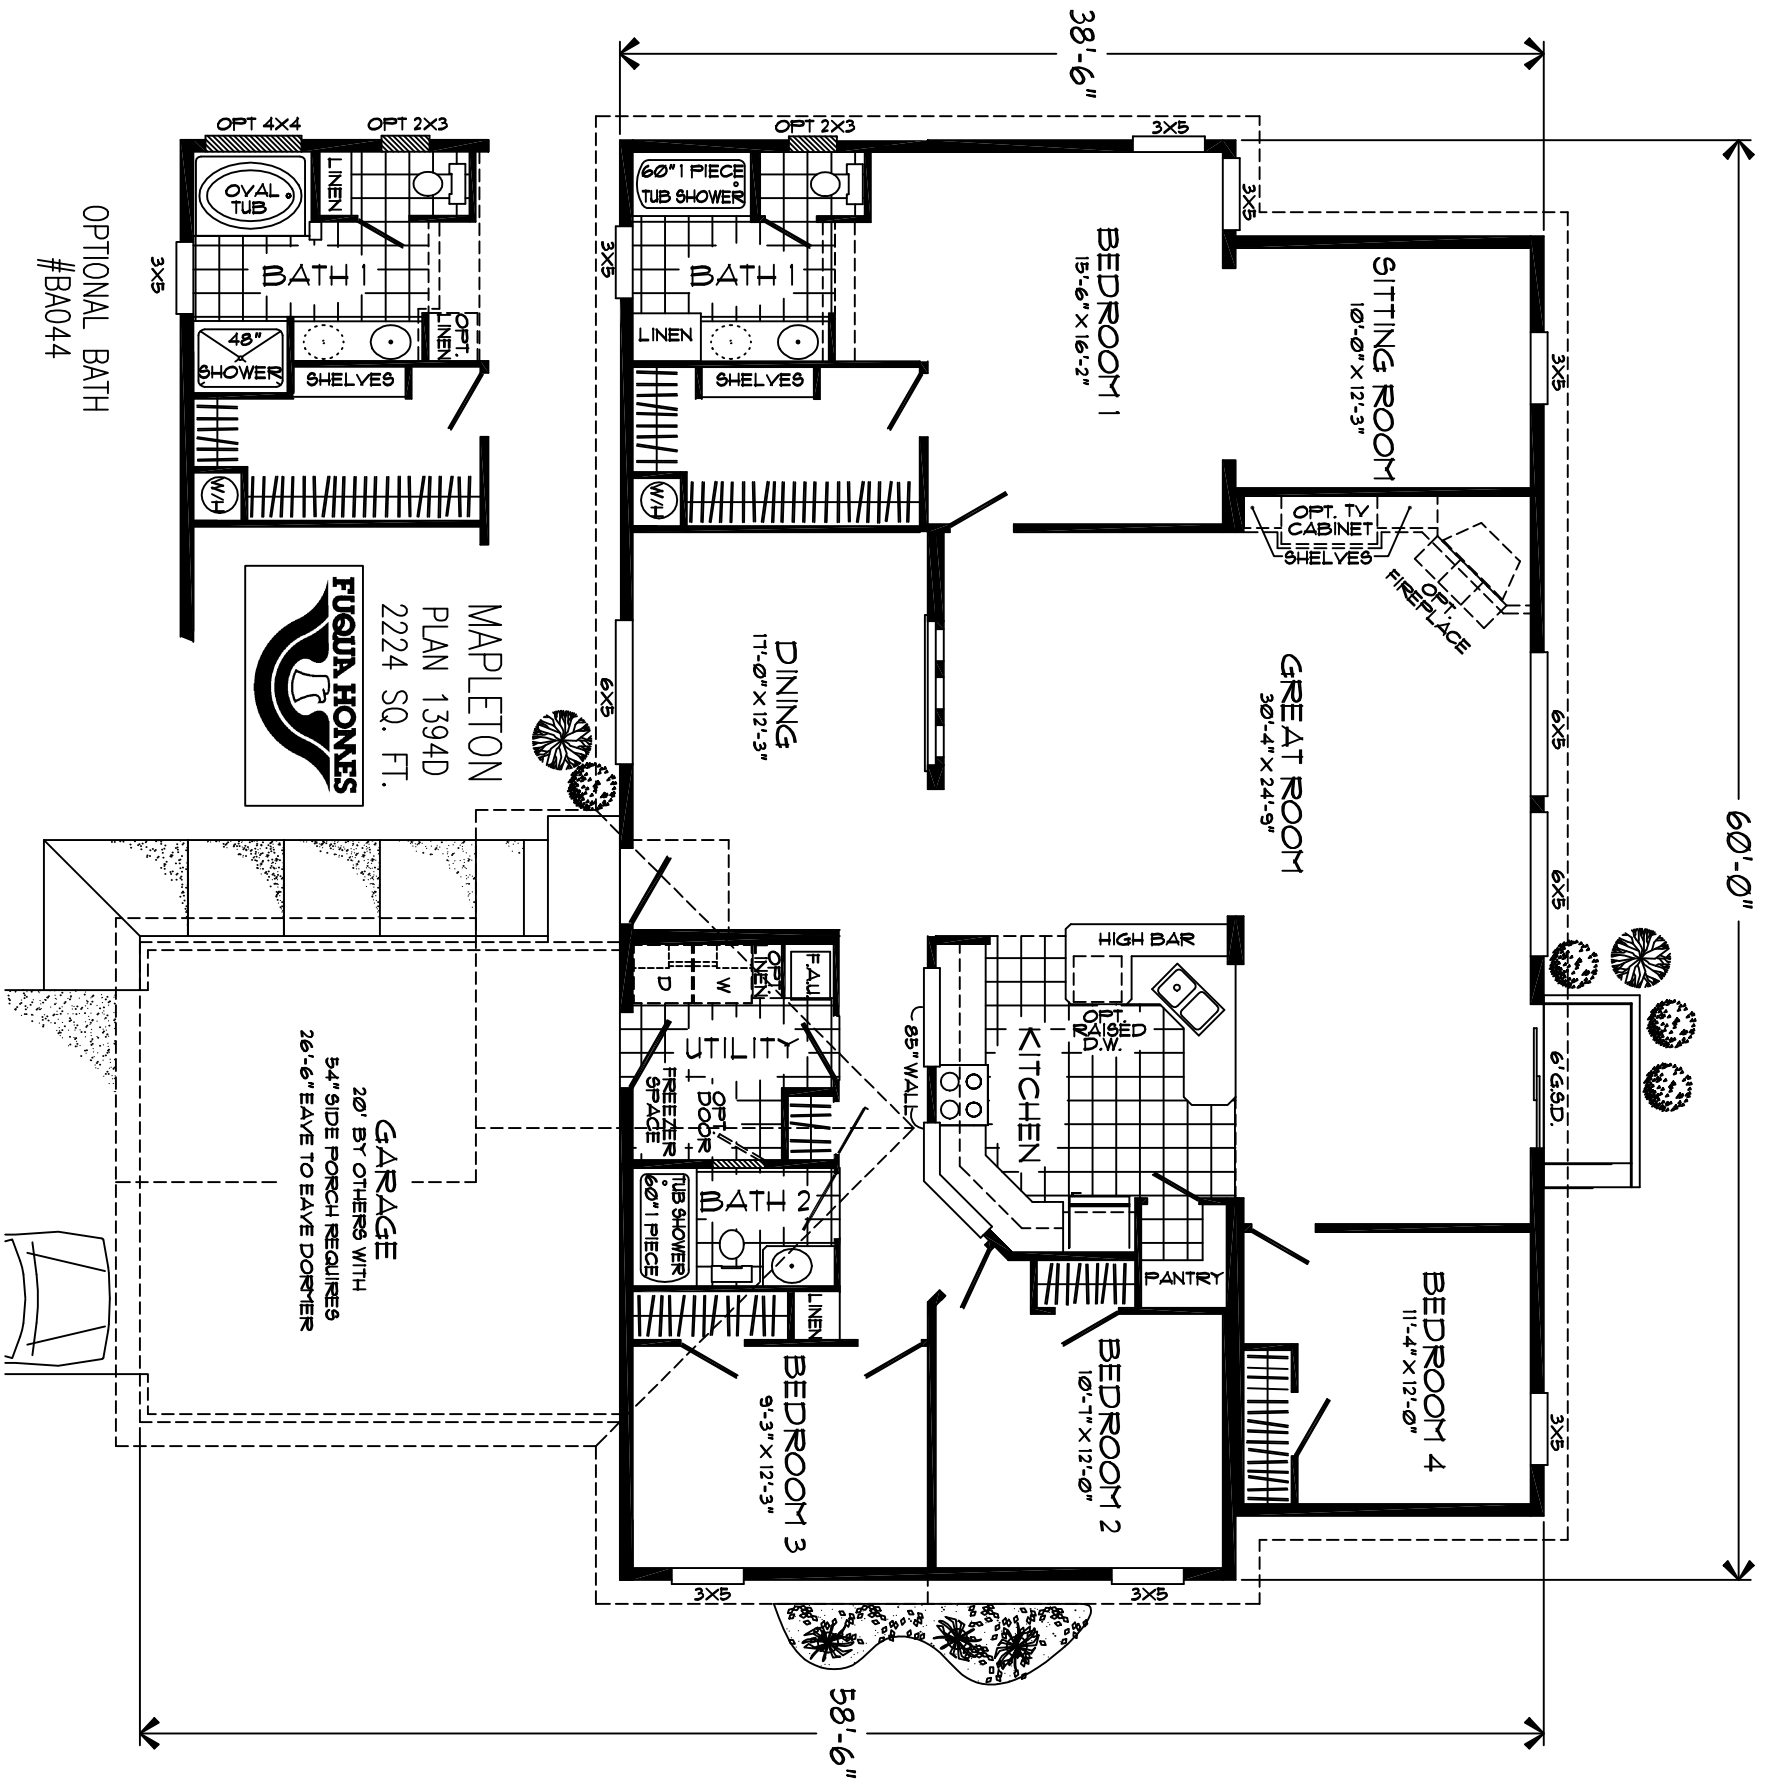 60'-0"
38'-6"
58'-6"
3X5
6X5
6X5
6' G.S.D.
3X5
SITTING ROOM
10'-0" X 12'-3"
OPT. TV
CABINET
SHELVES
OPT.
FIREPLACE
GREAT ROOM
30'-4" X 24'-9"
BEDROOM 4
11'-4" X 12'-0"
3X5
3X5
BEDROOM 1
15'-6" X 16'-2"
HIGH BAR
OPT.
RAISED
D.W.
KITCHEN
PANTRY
BEDROOM 2
10'-7" X 12'-0"
3X5
85" WALL
OPT 2X3
60" 1 PIECE
TUB SHOWER
BATH 1
LINEN
SHELVES
W/H
3X5
DINING
17'-0" X 12'-3"
6X5
F.A.U.
OPT.
LINEN
W
D
UTILITY
OPT.
DOOR
FREEZER
SPACE
BATH 2
TUB SHOWER
60" 1 PIECE
LINEN
BEDROOM 3
9'-3" X 12'-3"
3X5
MAPLETON
PLAN 1394D
2224 SQ. FT.
FUQUA HOMES
GARAGE
20' BY OTHERS WITH
54" SIDE PORCH REQUIRES
26'-6" EAVE TO EAVE DORMER
OPT 4X4
OPT 2X3
LINEN
OVAL
TUB
BATH 1
OPT.
LINEN
48"
SHOWER
SHELVES
W/H
3X5
OPTIONAL BATH
#BA044